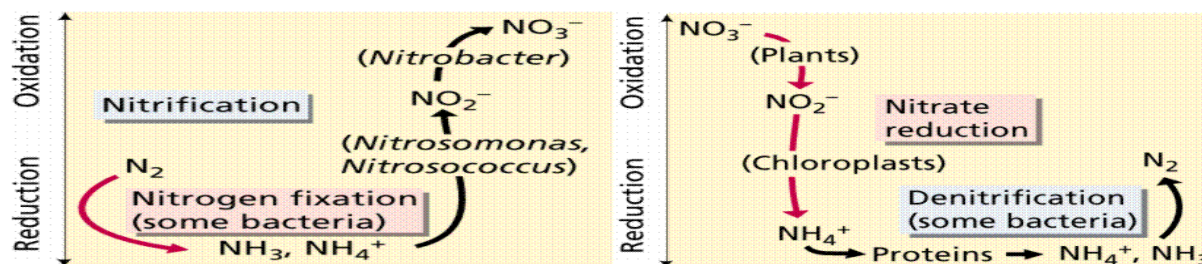 Oxidation
Reduction
NO₃⁻
(Nitrobacter)
Nitrification
NO₂⁻
(Nitrosomonas,
Nitrosococcus)
N₂
Nitrogen fixation
(some bacteria)
NH₃, NH₄⁺
Oxidation
Reduction
NO₃⁻
(Plants)
NO₂⁻
Nitrate
reduction
(Chloroplasts)
N₂
Denitrification
(some bacteria)
NH₄⁺
Proteins
NH₄⁺, NH₃